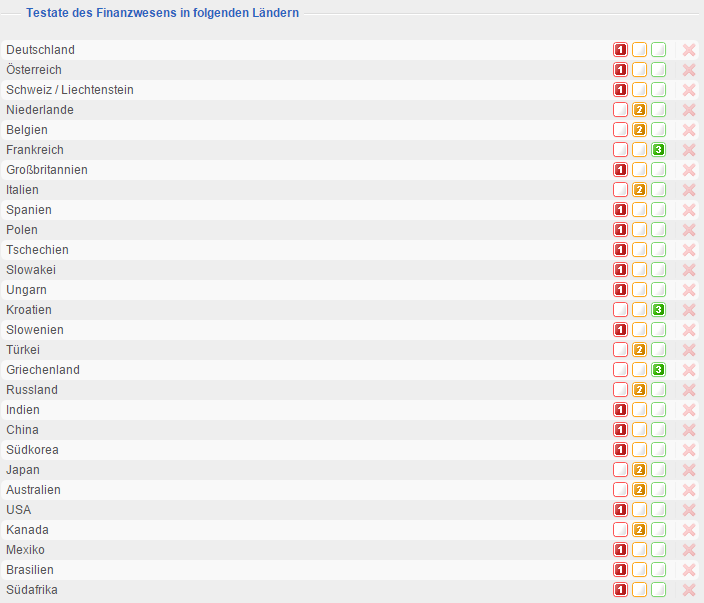 Testate des Finanzwesens in folgenden Ländern
Deutschland 1
Österreich 1
Schweiz / Liechtenstein 1
Niederlande 2
Belgien 2
Frankreich 3
Großbritannien 1
Italien 2
Spanien 1
Polen 1
Tschechien 1
Slowakei 1
Ungarn 1
Kroatien 3
Slowenien 1
Türkei 2
Griechenland 3
Russland 2
Indien 1
China 1
Südkorea 1
Japan 2
Australien 2
USA 1
Kanada 2
Mexiko 1
Brasilien 1
Südafrika 1